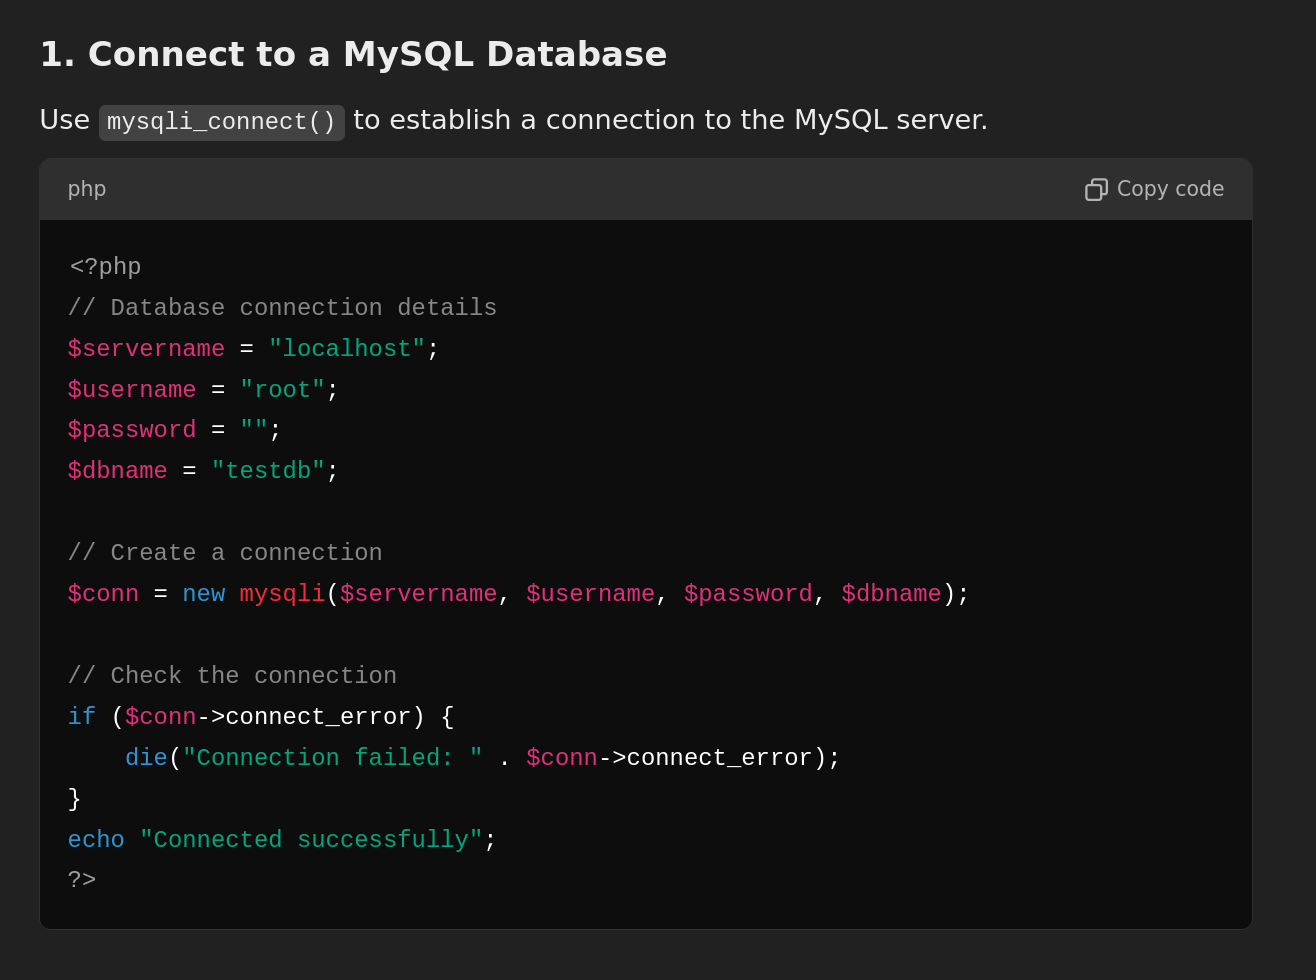 1. Connect to a MySQL Database
Use mysqli_connect() to establish a connection to the MySQL server.
php
Copy code
<?php
// Database connection details
$servername = "localhost";
$username = "root";
$password = "";
$dbname = "testdb";
// Create a connection
$conn = new mysqli($servername, $username, $password, $dbname);
// Check the connection
if ($conn->connect_error) {
    die("Connection failed: " . $conn->connect_error);
}
echo "Connected successfully";
?>